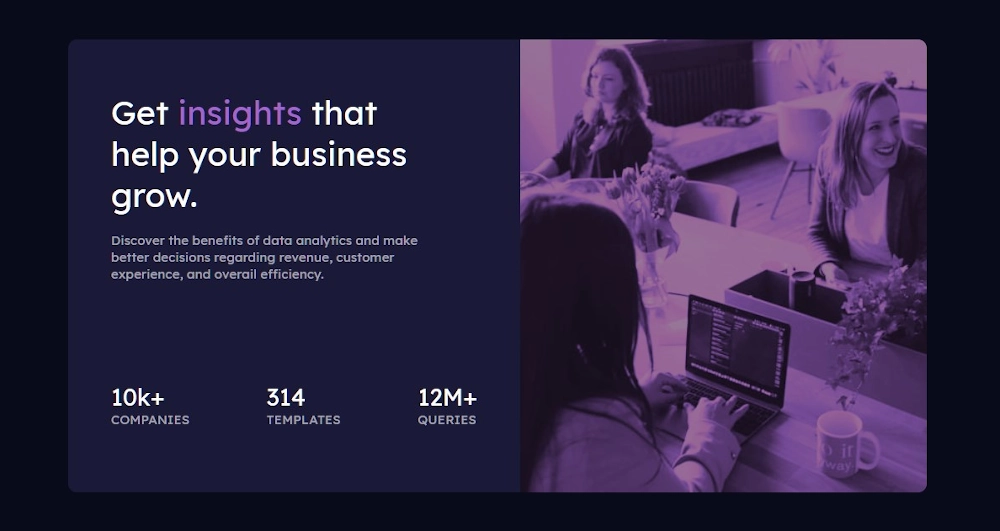 Get insights that
help your business
grow.
Discover the benefits of data analytics and make
better decisions regarding revenue, customer
experience, and overail efficiency.
10k+
314
12M+
COMPANIES
TEMPLATES
QUERIES